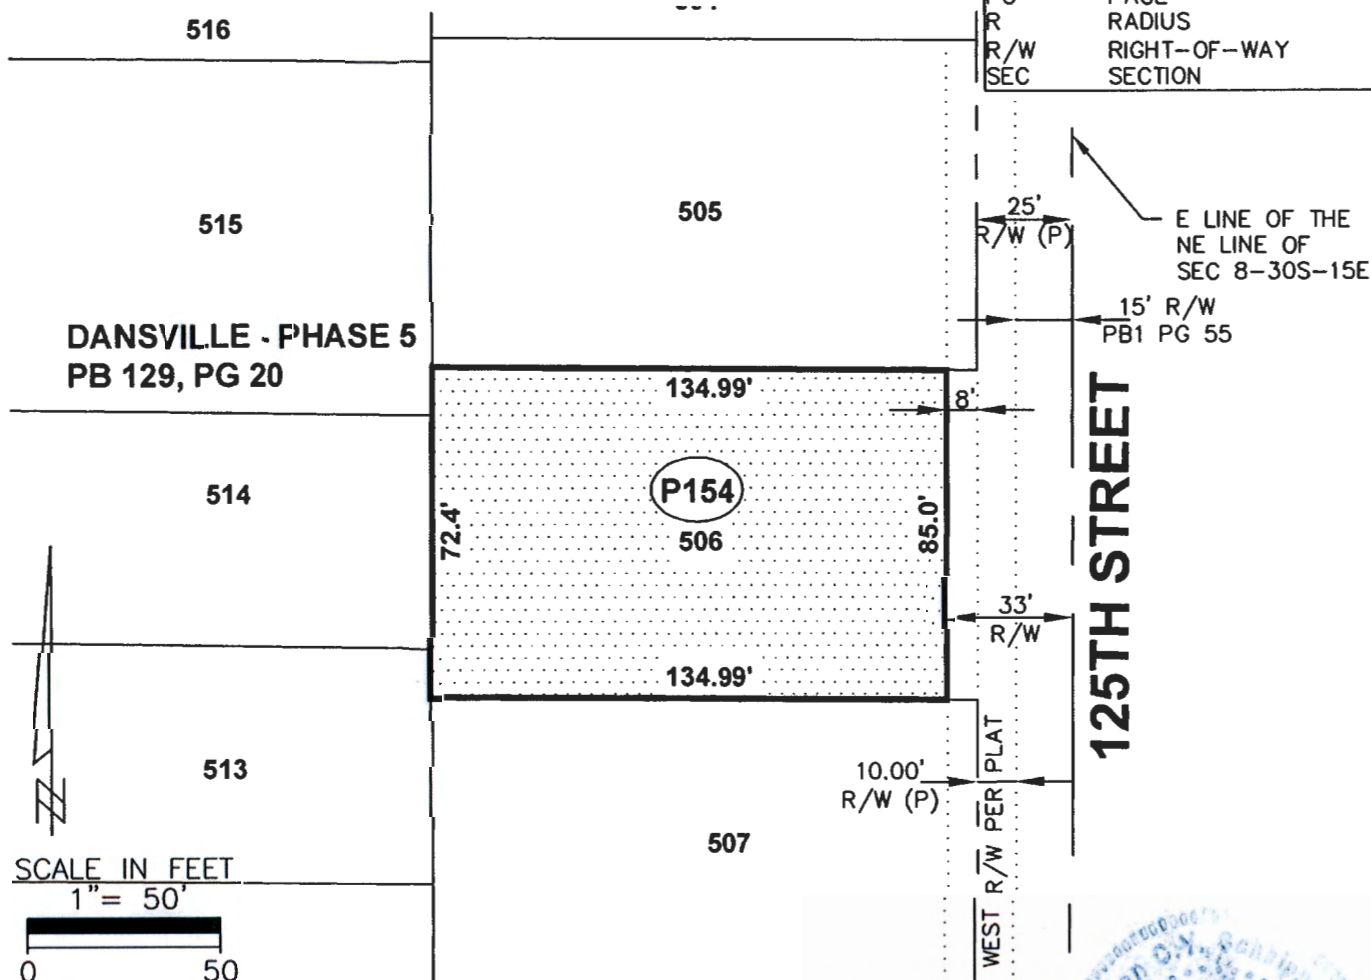 PAGE
R RADIUS
R/W RIGHT-OF-WAY
SEC SECTION
516
515
505
25'
R/W (P)
E LINE OF THE
NE LINE OF
SEC 8-30S-15E
15' R/W
PB1 PG 55
DANSVILLE - PHASE 5
PB 129, PG 20
134.99'
8'
514
P154
506
72.4'
85.0'
125TH STREET
33'
R/W
134.99'
513
10.00'
R/W (P)
WEST R/W PER PLAT
507
N
SCALE IN FEET
1"= 50'
0 50